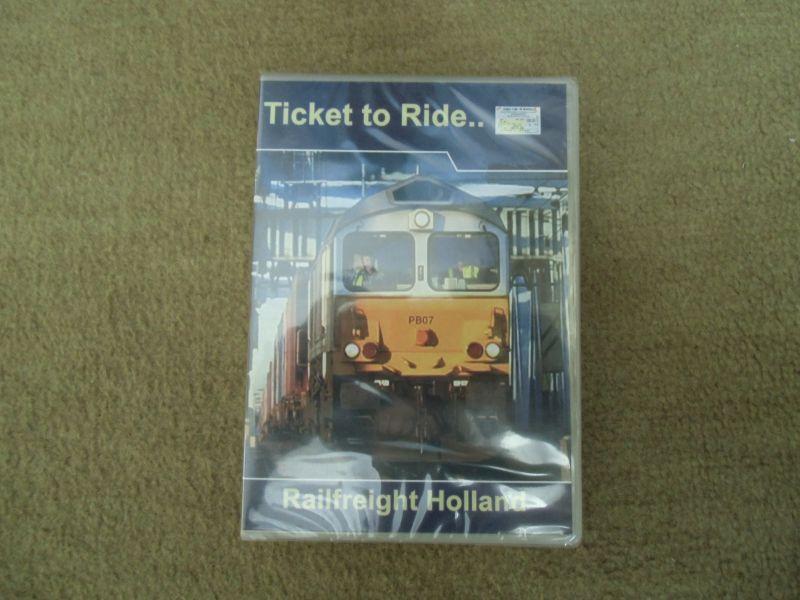 Ticket to Ride..
PB07
Railfreight Holland